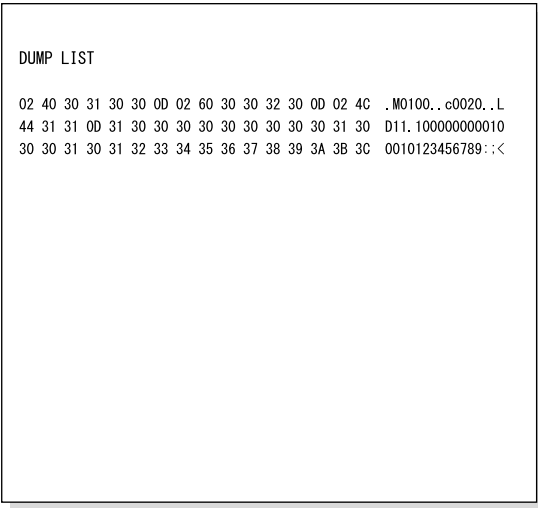 DUMP LIST
02 40 30 31 30 30 0D 02 60 30 30 32 30 0D 02 4C .M0100..c0020..L
44 31 31 0D 31 30 30 30 30 30 30 30 30 30 31 30 D11.100000000010
30 30 31 30 31 32 33 34 35 36 37 38 39 3A 3B 3C 0010123456789:;<